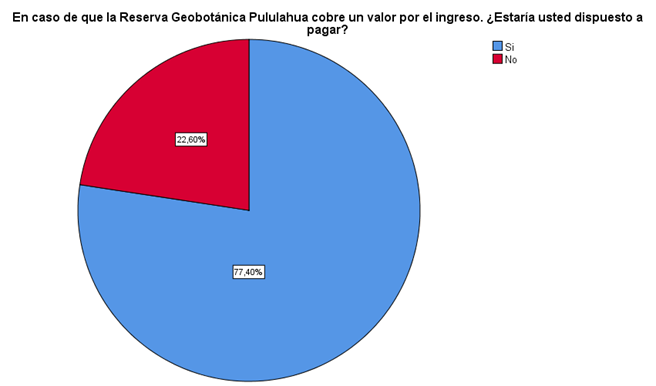 En caso de que la Reserva Geobotánica Pululahua cobre un valor por el ingreso. ¿Estaría usted dispuesto a
pagar?
Si
No
22,60%
77,40%